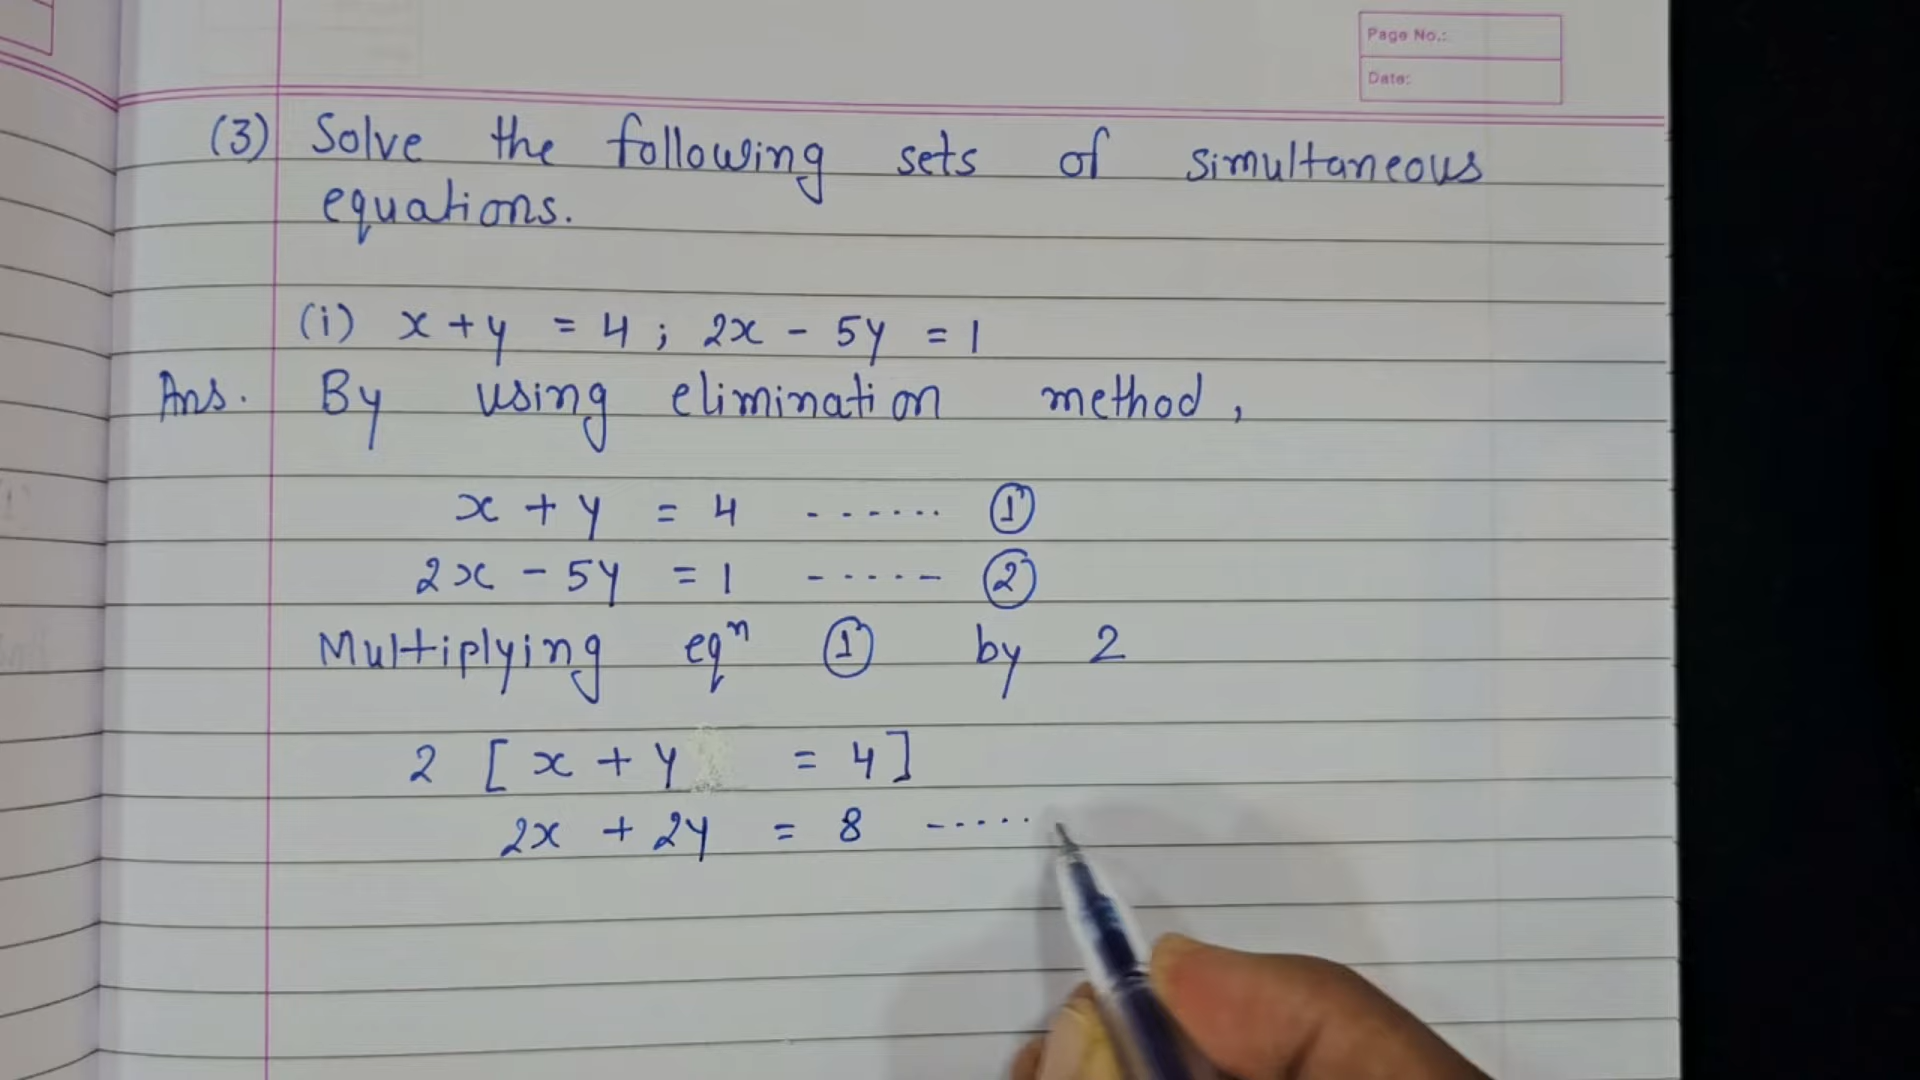 Page No.:
Date:
(3) Solve the following sets of simultaneous
equations.
(i) x + y = 4 ; 2x - 5y = 1
Ans. By using elimination method,
x + y = 4 ...... ①
2x - 5y = 1 ...... ②
Multiplying eqⁿ ① by 2
2 [ x + y = 4 ]
2x + 2y = 8 ......